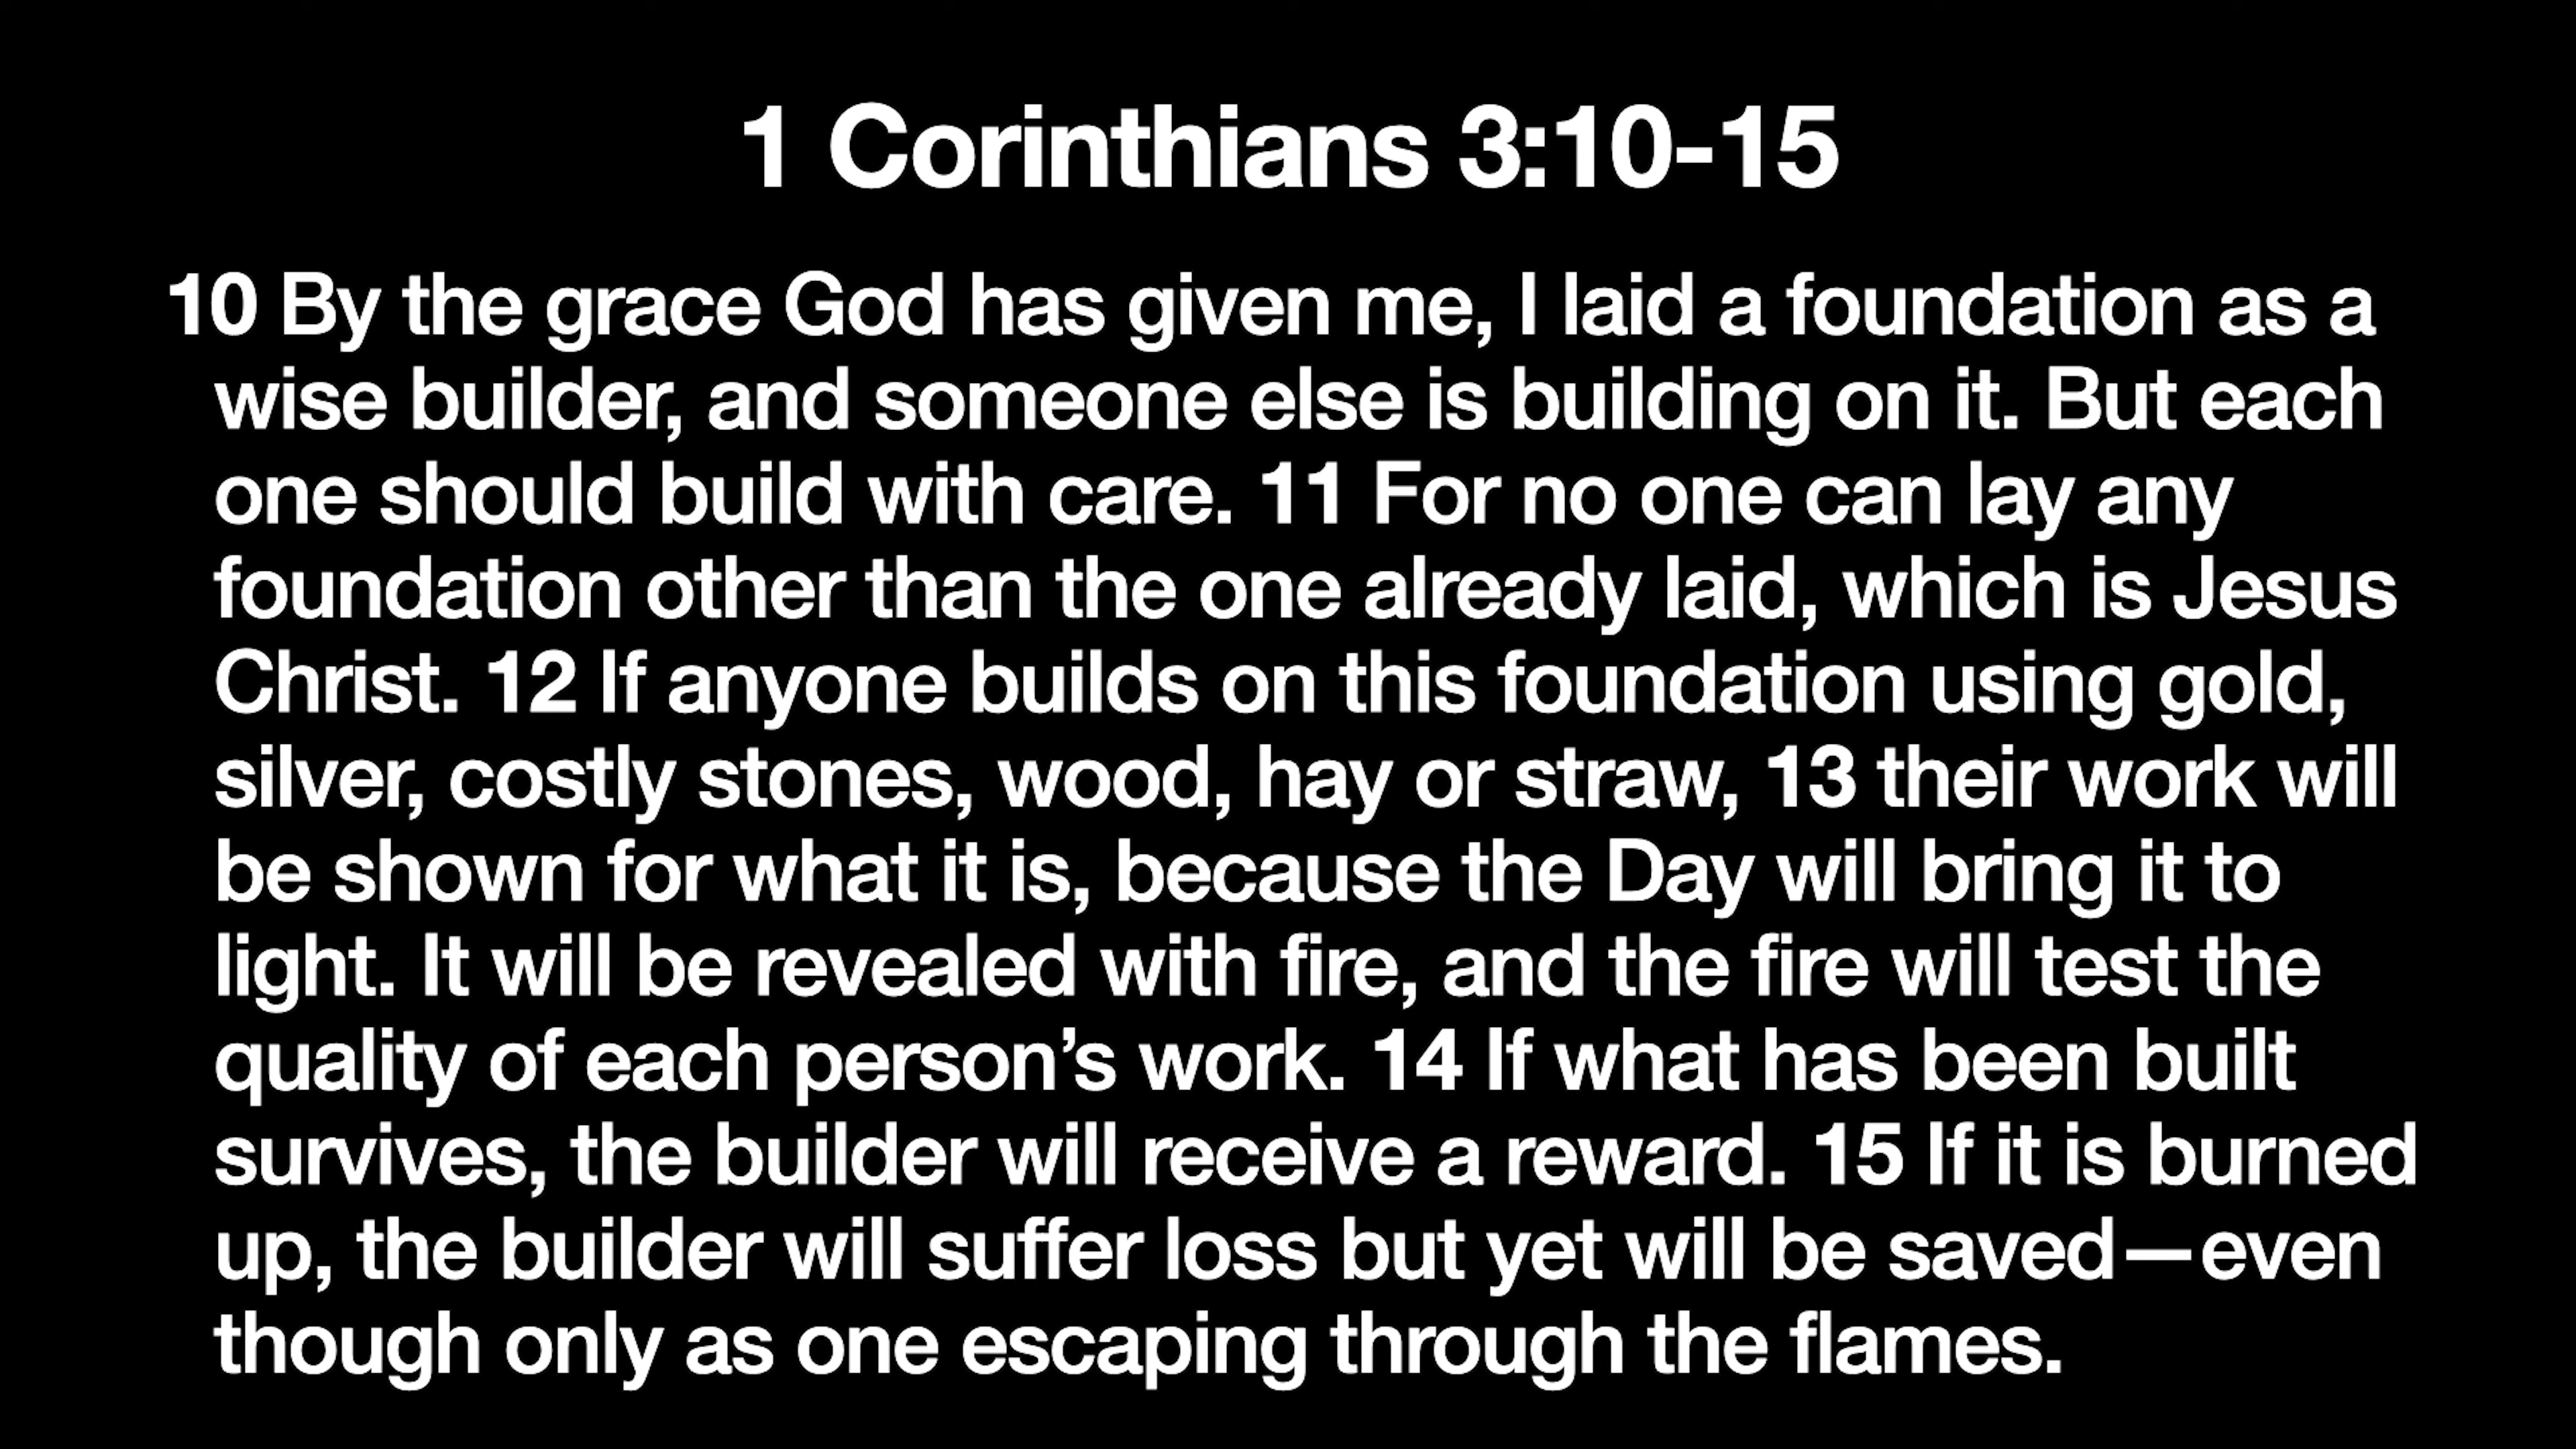 1 Corinthians 3:10-15
10 By the grace God has given me, I laid a foundation as a
wise builder, and someone else is building on it. But each
one should build with care. 11 For no one can lay any
foundation other than the one already laid, which is Jesus
Christ. 12 If anyone builds on this foundation using gold,
silver, costly stones, wood, hay or straw, 13 their work will
be shown for what it is, because the Day will bring it to
light. It will be revealed with fire, and the fire will test the
quality of each person’s work. 14 If what has been built
survives, the builder will receive a reward. 15 If it is burned
up, the builder will suffer loss but yet will be saved—even
though only as one escaping through the flames.